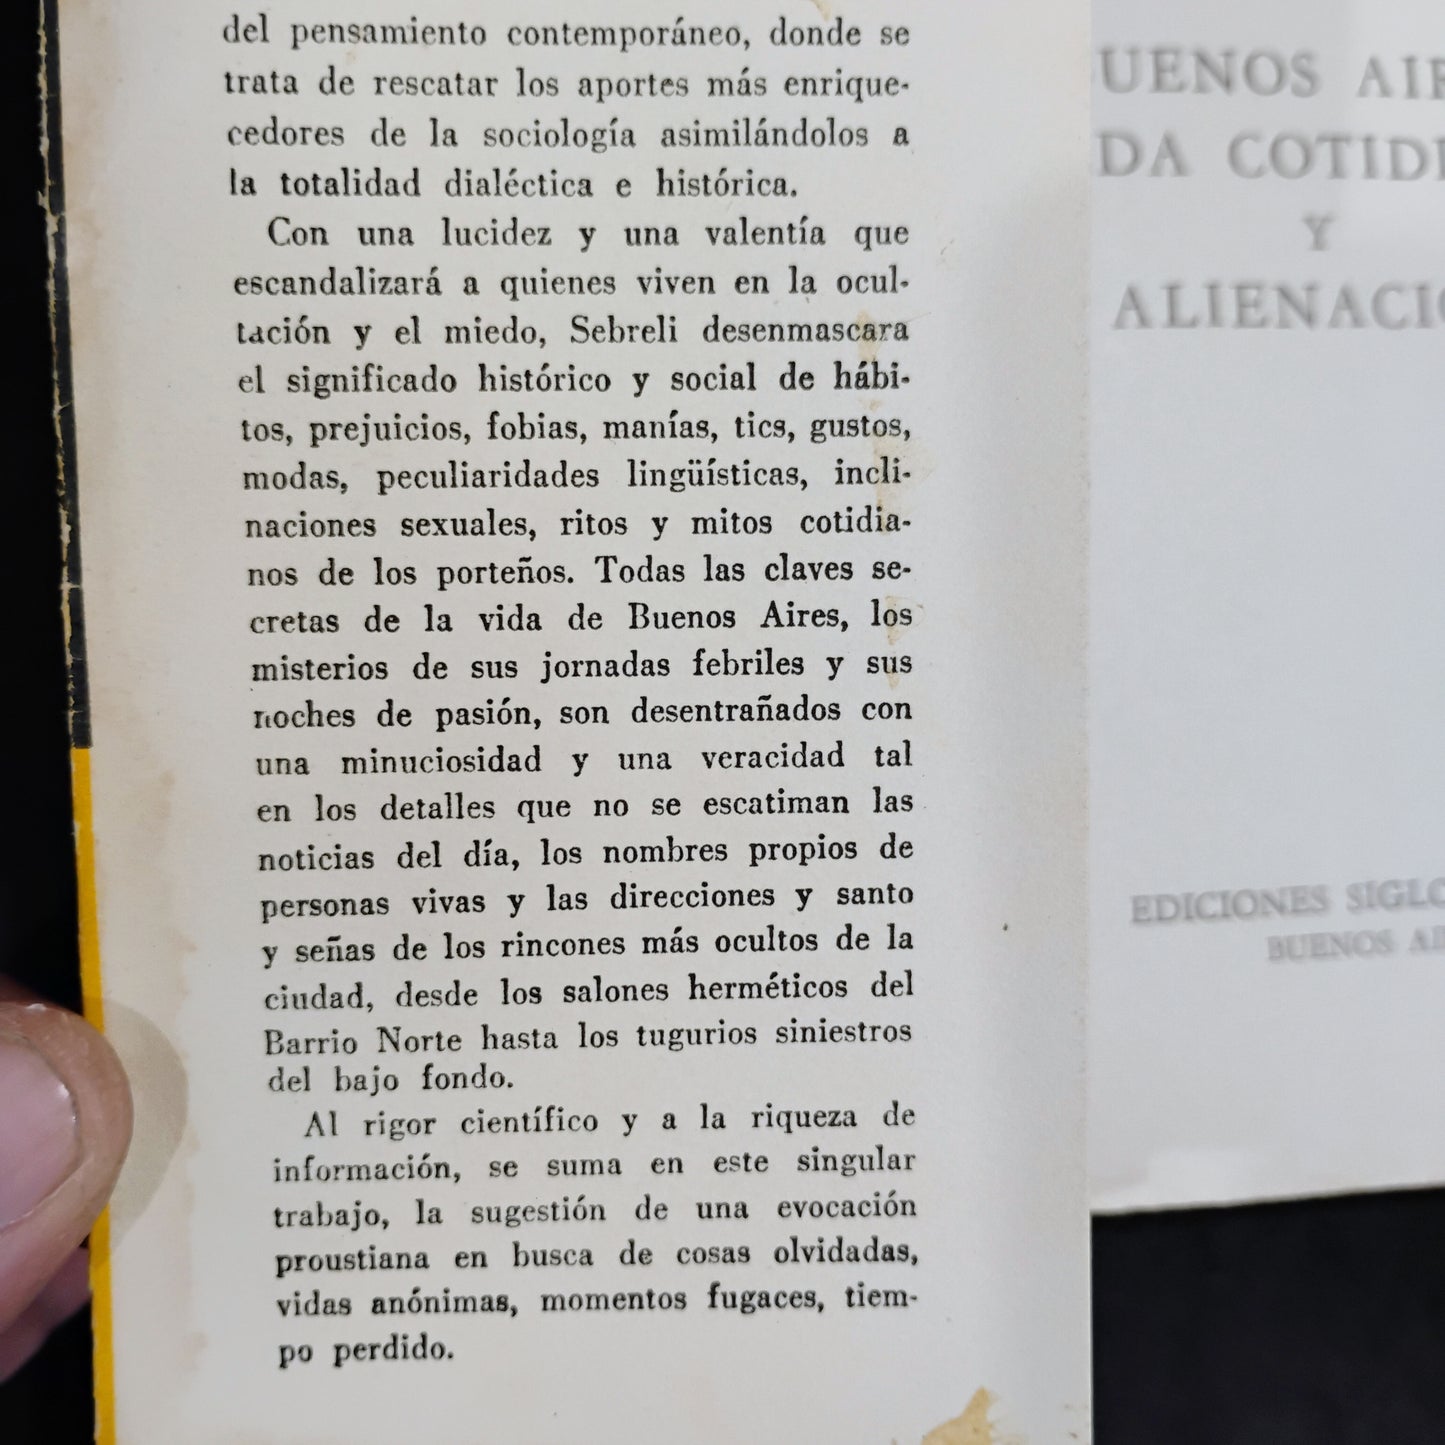 del pensamiento contemporáneo, donde se
trata de rescatar los aportes más enrique-
cedores de la sociología asimilándolos a
la totalidad dialéctica e histórica.
Con una lucidez y una valentía que
escandalizará a quienes viven en la ocul-
tación y el miedo, Sebreli desenmascara
el significado histórico y social de hábi-
tos, prejuicios, fobias, manías, tics, gustos,
modas, peculiaridades lingüísticas, incli-
naciones sexuales, ritos y mitos cotidia-
nos de los porteños. Todas las claves se-
cretas de la vida de Buenos Aires, los
misterios de sus jornadas febriles y sus
noches de pasión, son desentrañados con
una minuciosidad y una veracidad tal
en los detalles que no se escatiman las
noticias del día, los nombres propios de
personas vivas y las direcciones y santo
y señas de los rincones más ocultos de la
ciudad, desde los salones herméticos del
Barrio Norte hasta los tugurios siniestros
del bajo fondo.
Al rigor científico y a la riqueza de
información, se suma en este singular
trabajo, la sugestión de una evocación
proustiana en busca de cosas olvidadas,
vidas anónimas, momentos fugaces, tiem-
po perdido.
UENOS AIR
DA COTIDI
Y
ALIENACIO
EDICIONES SIGLO
BUENOS AI